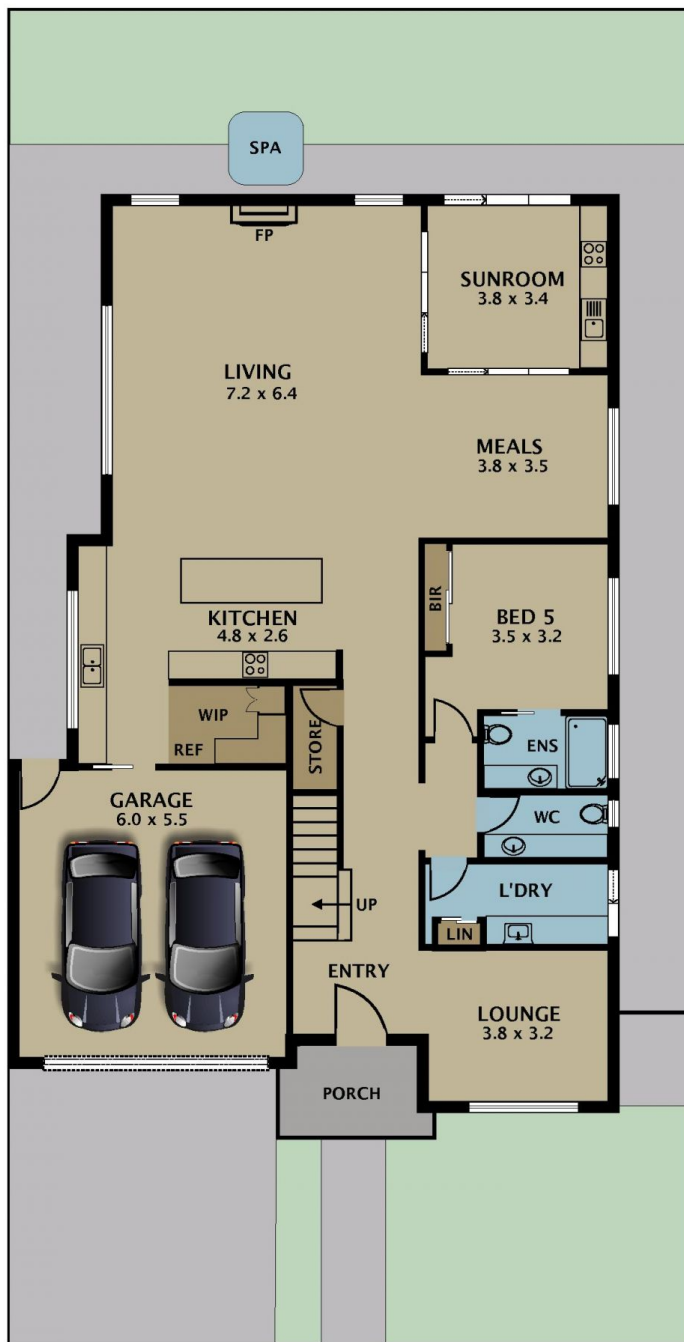 SPA
FP
SUNROOM
3.8 x 3.4
LIVING
7.2 x 6.4
MEALS
3.8 x 3.5
BIR
BED 5
3.5 x 3.2
KITCHEN
4.8 x 2.6
WIP
REF
STORE
ENS
GARAGE
6.0 x 5.5
WC
UP
L'DRY
LIN
ENTRY
LOUNGE
3.8 x 3.2
PORCH